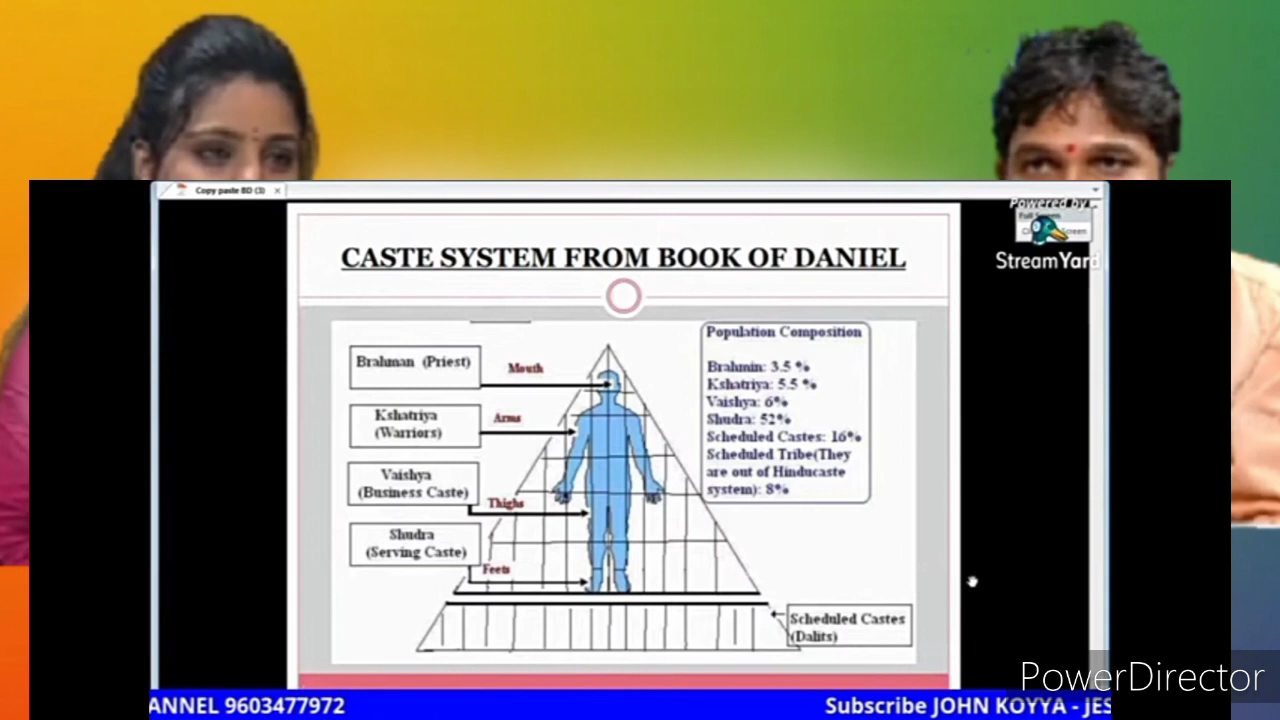 Copy paste BD (3)
Powered by
Full Screen
Screen
StreamYard
CASTE SYSTEM FROM BOOK OF DANIEL
Brahman (Priest)
Mouth
Kshatriya
(Warriors)
Arms
Vaishya
(Business Caste)
Thighs
Shudra
(Serving Caste)
Feets
Population Composition
Brahmin: 3.5 %
Kshatriya: 5.5 %
Vaishya: 6%
Shudra: 52%
Scheduled Castes: 16%
Scheduled Tribe(They
are out of Hinducaste
system): 8%
Scheduled Castes
(Dalits)
PowerDirector
ANNEL 9603477972
Subscribe JOHN KOYYA - JES